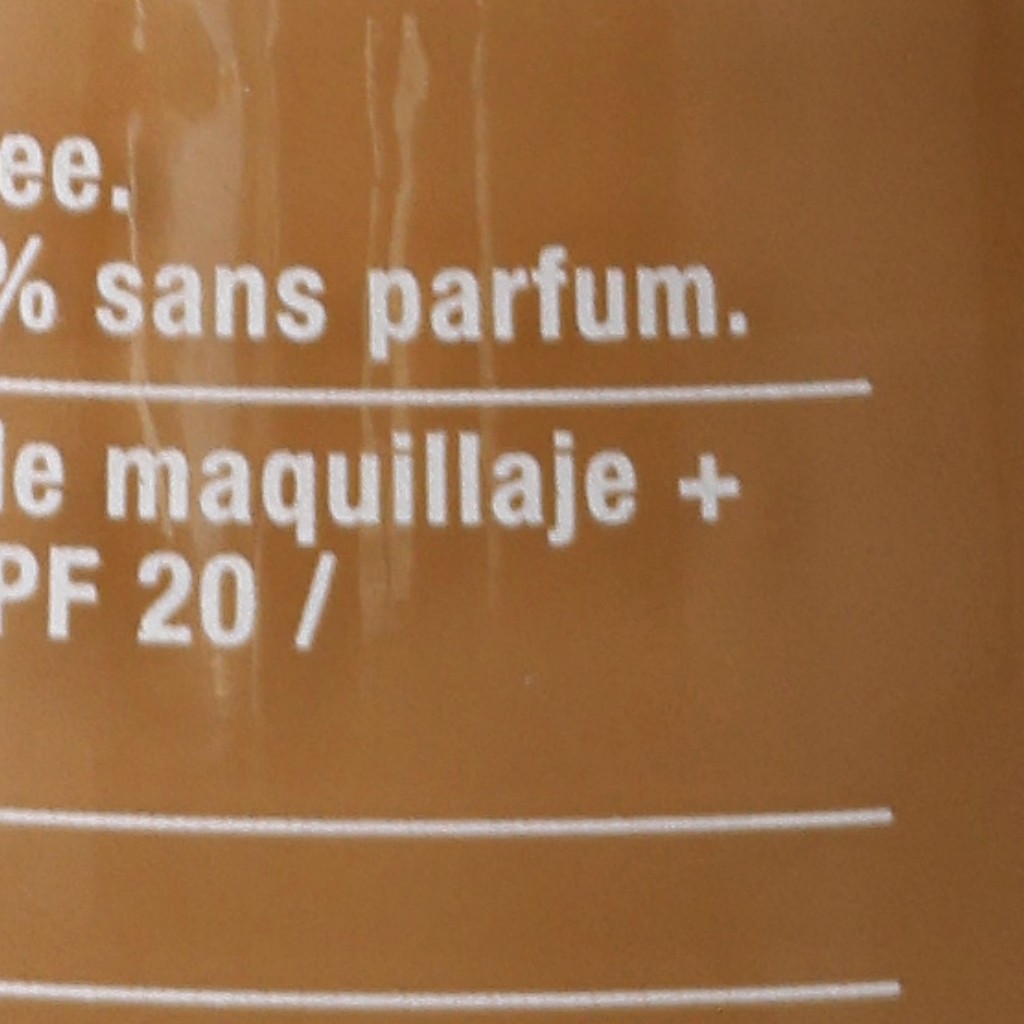 ee.
% sans parfum.
le maquillaje +
PF 20 /